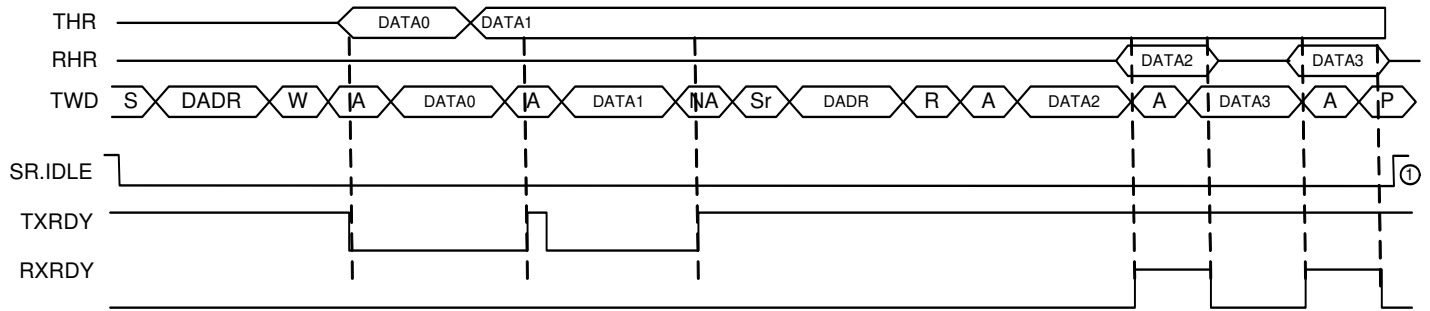 THR DATA0 DATA1
RHR DATA2 DATA3
TWD S DADR W A DATA0 A DATA1 NA Sr DADR R A DATA2 A DATA3 A P
SR.IDLE ①
TXRDY
RXRDY